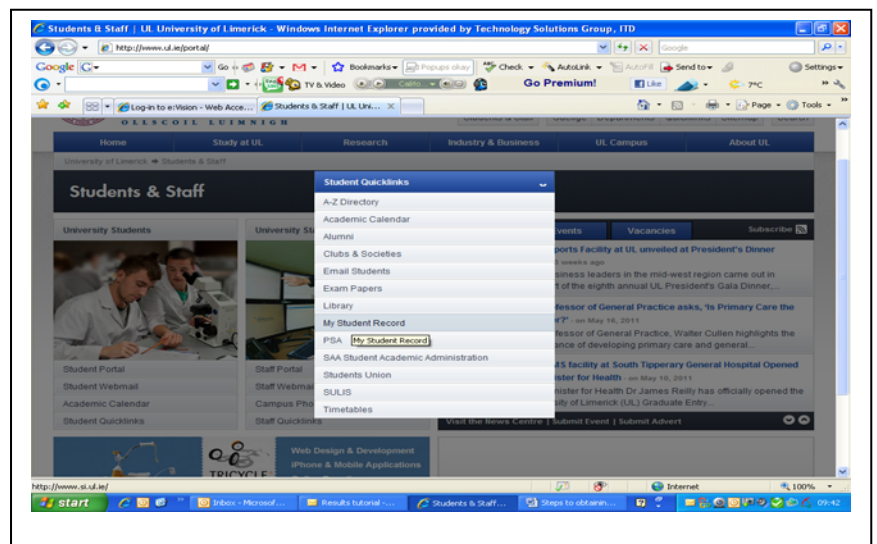 Students & Staff | UL University of Limerick - Windows Internet Explorer provided by Technology Solutions Group, ITD
http://www.ul.ie/portal/
Google
Google
Go
Bookmarks
Popups okay
Check
AutoLink
AutoFill
Send to
Settings
TV & Video
Go Premium!
Like
7°C
Log-in to e:Vision - Web Acce...
Students & Staff | UL Uni...
Page
Tools
OLLSCOIL LUIMNIGH
Home Study at UL Research Industry & Business UL Campus About UL
University of Limerick Students & Staff
Students & Staff
Student Quicklinks
A-Z Directory
Academic Calendar
Alumni
Clubs & Societies
Email Students
Exam Papers
Library
My Student Record
PSA My Student Record
SAA Student Academic Administration
Students Union
SULIS
Timetables
University Students
Student Portal
Student Webmail
Academic Calendar
Student Quicklinks
University St
Staff Portal
Staff Webmai
Campus Pho
Staff Quicklinks
vents Vacancies Subscribe
ports Facility at UL unveiled at President's Dinner
weeks ago
siness leaders in the mid-west region came out in
t of the eighth annual UL President's Gala Dinner,...
fessor of General Practice asks, 'Is Primary Care the
r?' - on May 16, 2011
fessor of General Practice, Walter Cullen highlights the
ance of developing primary care and general...
MS facility at South Tipperary General Hospital Opened
nister for Health - on May 10, 2011
nister for Health Dr James Reilly has officially opened the
sity of Limerick (UL) Graduate Entry...
Visit the News Centre | Submit Event | Submit Advert
TRICYCLE
Web Design & Development
iPhone & Mobile Applications
http://www.si.ul.ie/
Internet
100%
start
Inbox - Microsof...
Results tutorial -...
Students & Staff...
Steps to obtainin...
09:42